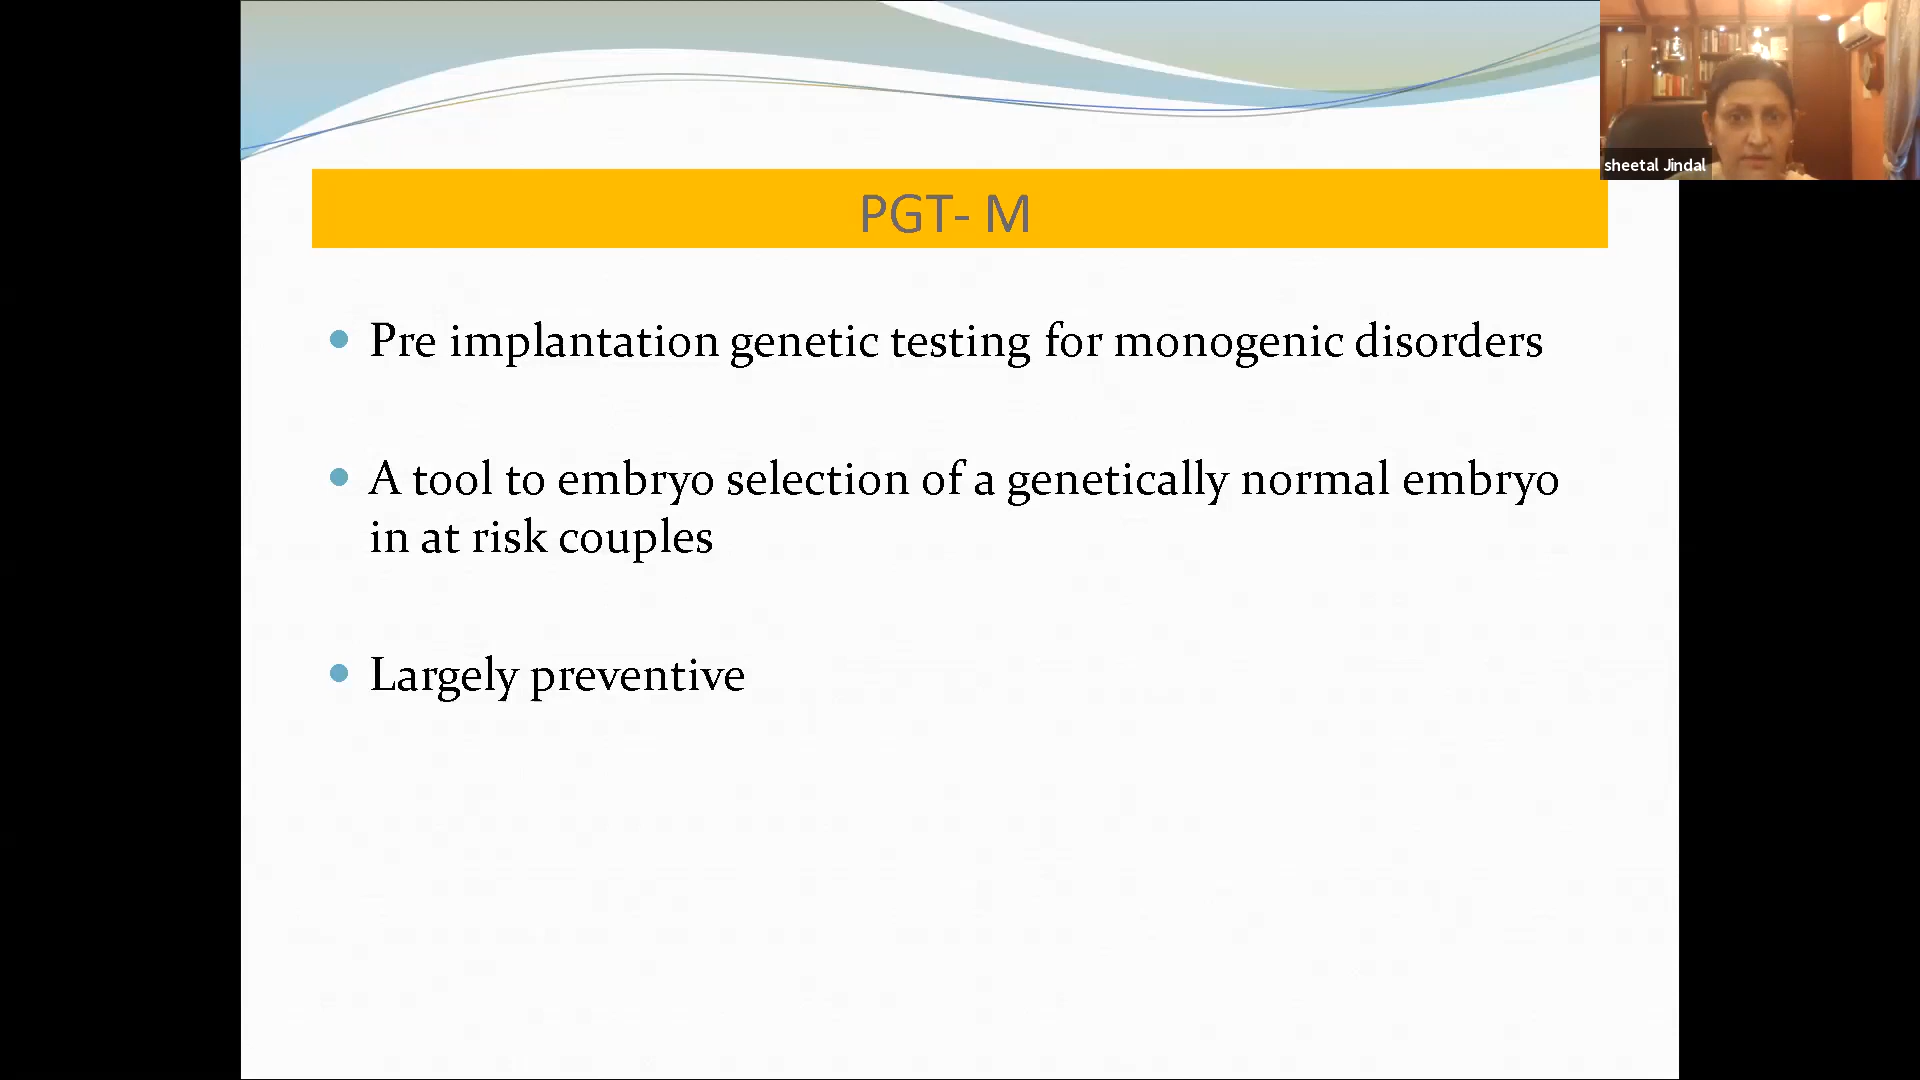 sheetal Jindal
PGT- M
Pre implantation genetic testing for monogenic disorders
A tool to embryo selection of a genetically normal embryo
in at risk couples
Largely preventive